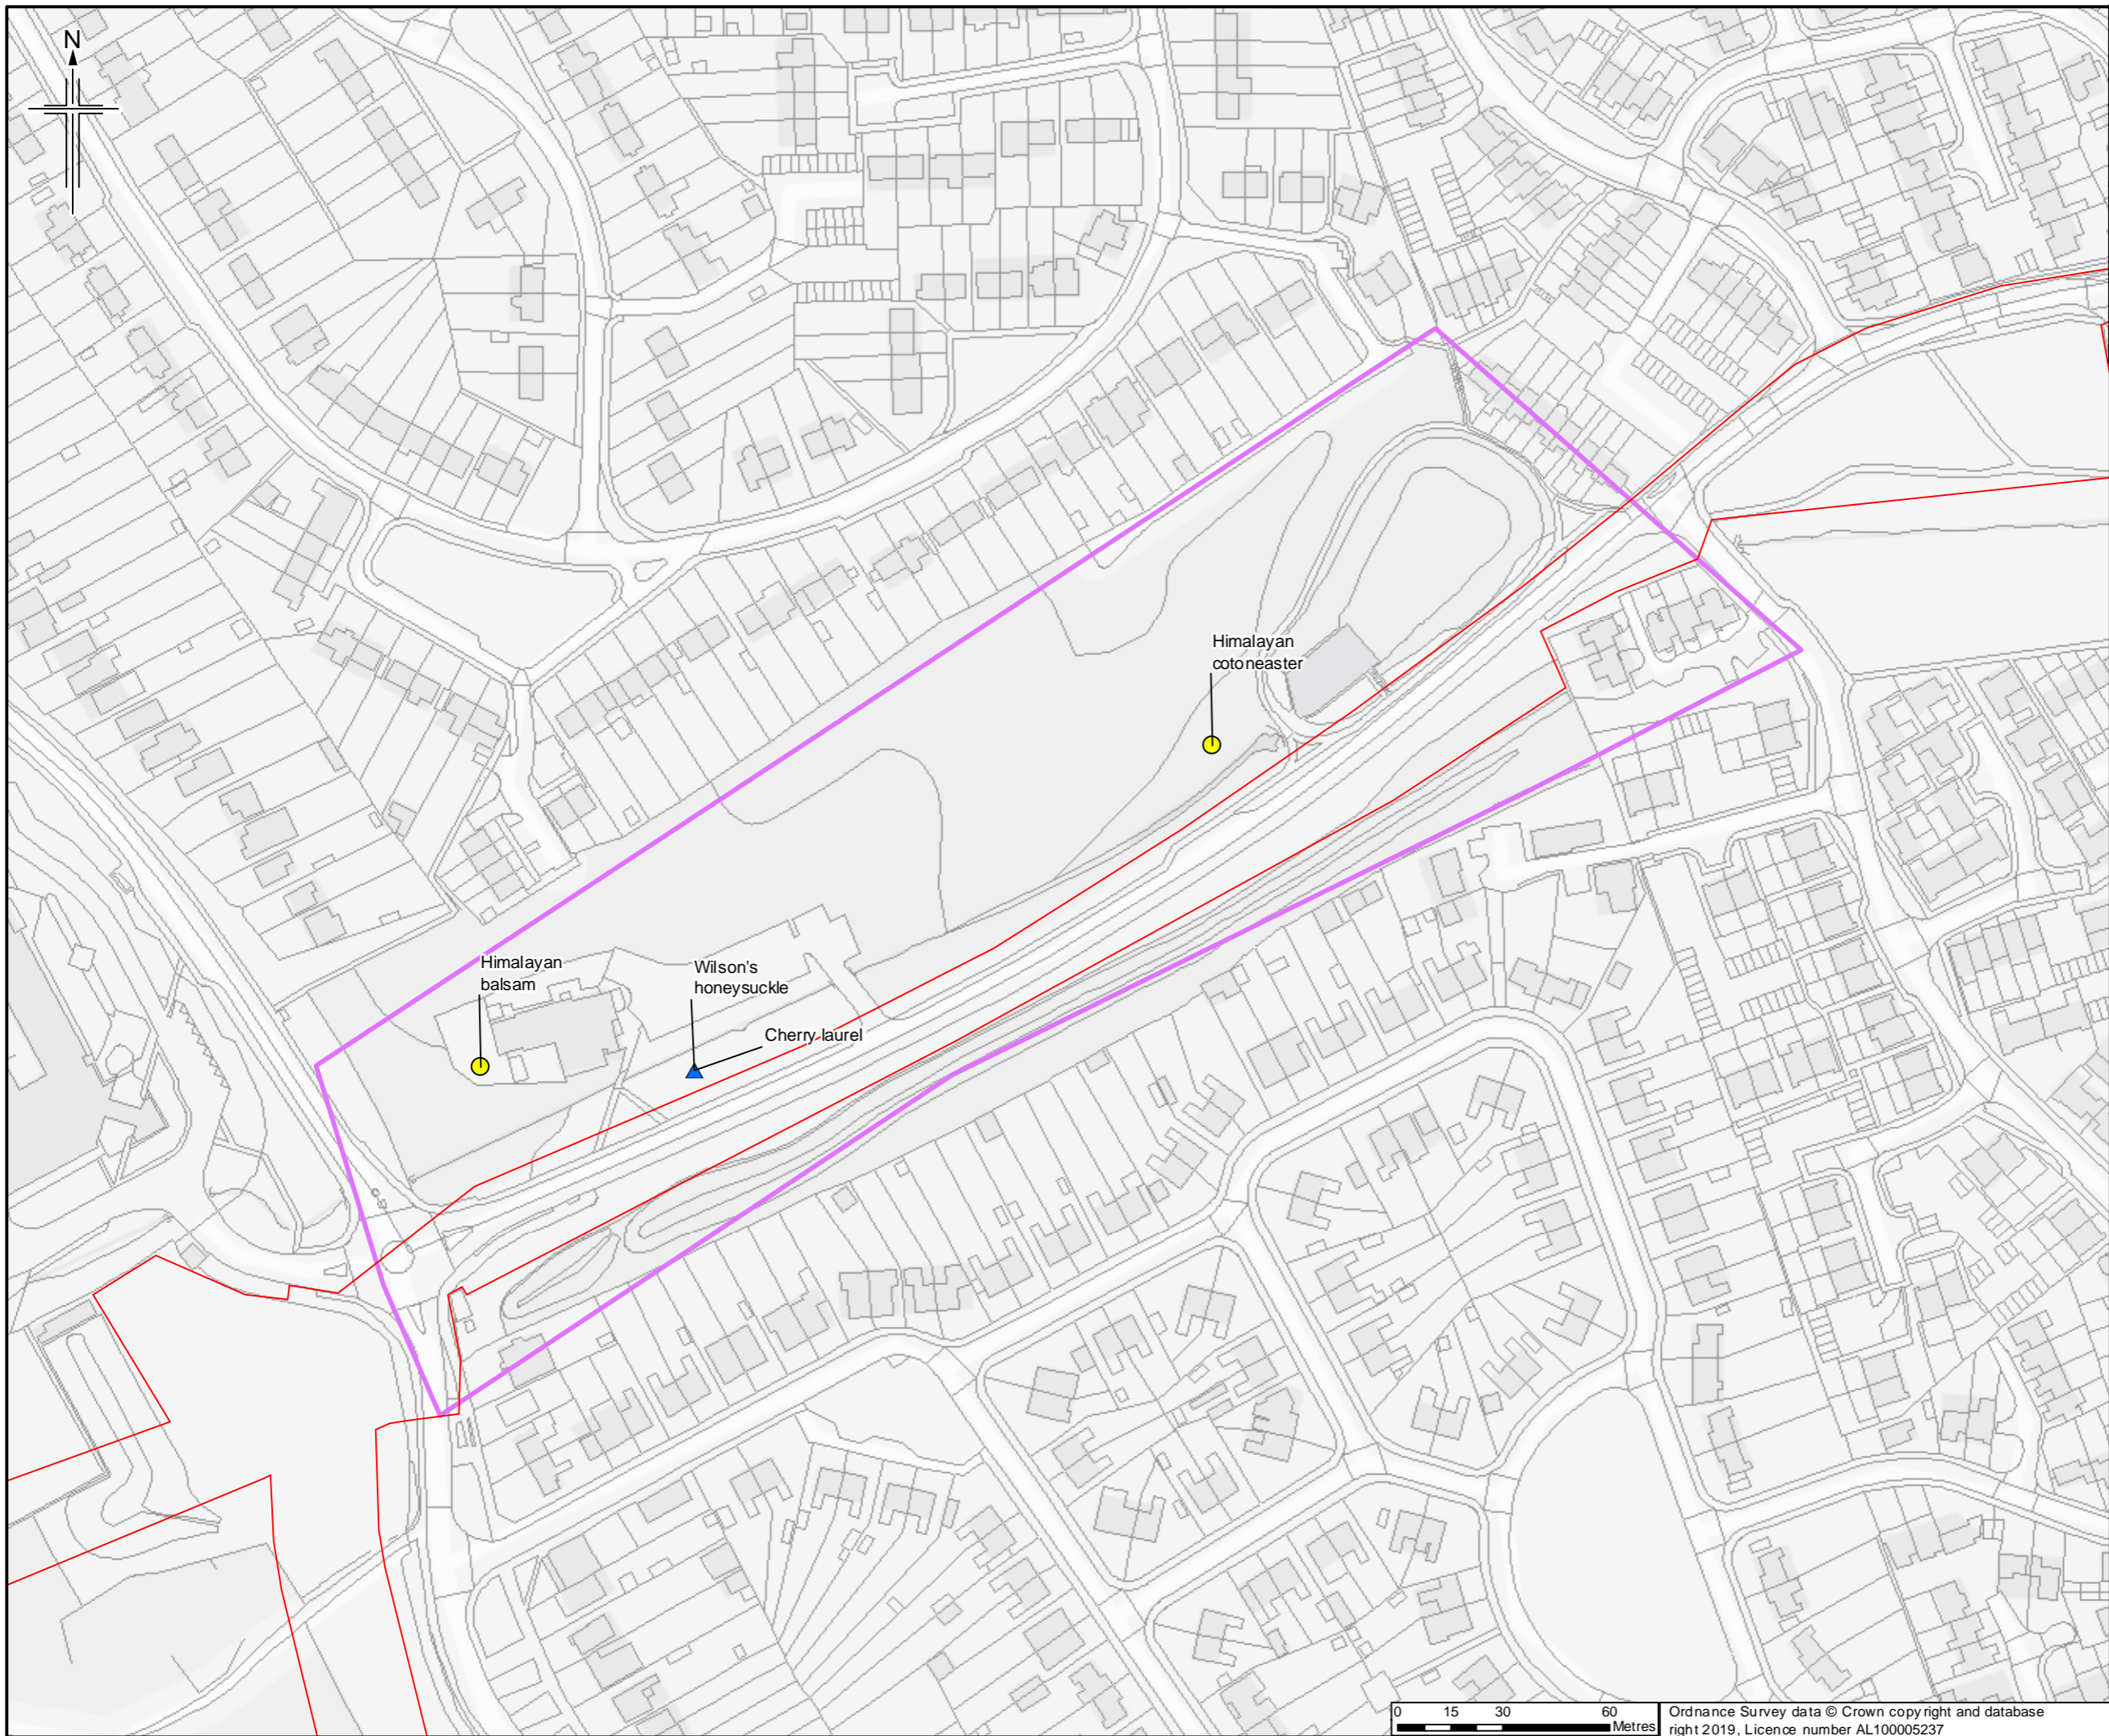 N
Himalayan
cotoneaster
Himalayan
balsam
Wilson's
honeysuckle
Cherry laurel
0 15 30 60
Metres
Ordnance Survey data © Crown copyright and database
right 2019, Licence number AL100005237